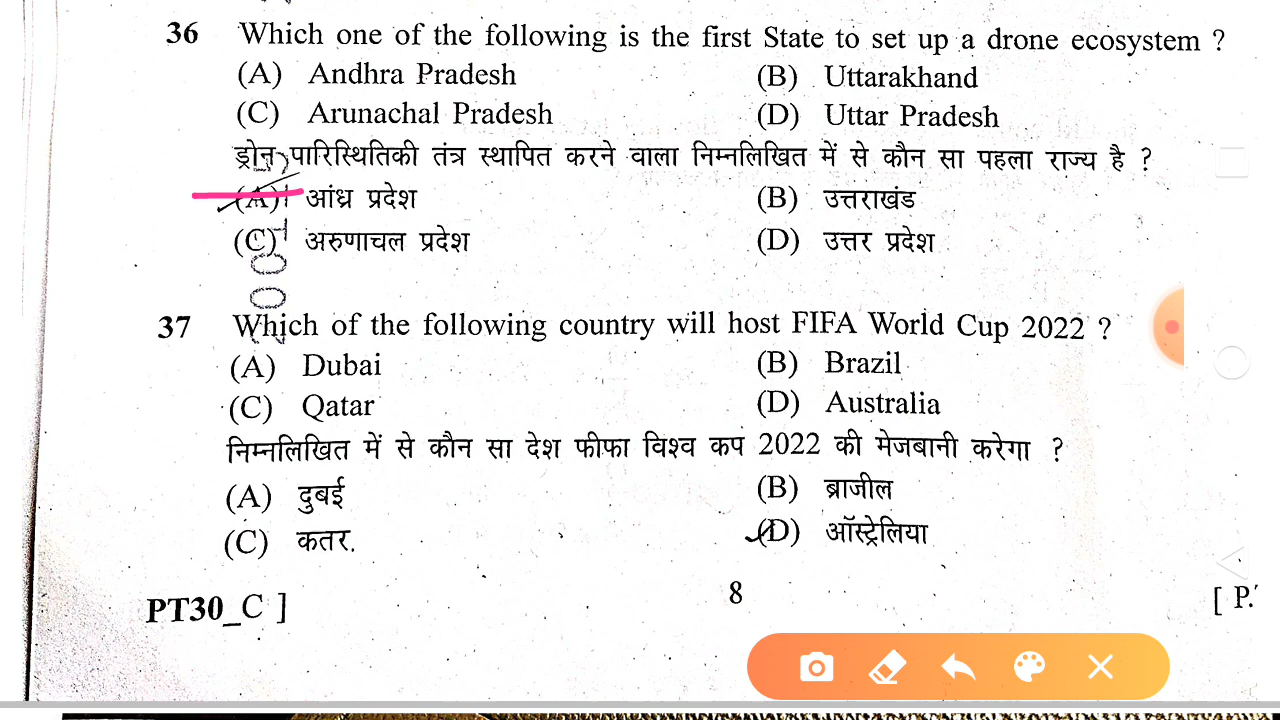 36 Which one of the following is the first State to set up a drone ecosystem ?
(A) Andhra Pradesh (B) Uttarakhand
(C) Arunachal Pradesh (D) Uttar Pradesh
ड्रोन पारिस्थितिकी तंत्र स्थापित करने वाला निम्नलिखित में से कौन सा पहला राज्य है ?
(A) आंध्र प्रदेश (B) उत्तराखंड
(C) अरुणाचल प्रदेश (D) उत्तर प्रदेश
37 Which of the following country will host FIFA World Cup 2022 ?
(A) Dubai (B) Brazil
(C) Qatar (D) Australia
निम्नलिखित में से कौन सा देश फीफा विश्व कप 2022 की मेजबानी करेगा ?
(A) दुबई (B) ब्राजील
(C) कतर. (D) ऑस्ट्रेलिया
PT30_C ] 8 [ P.